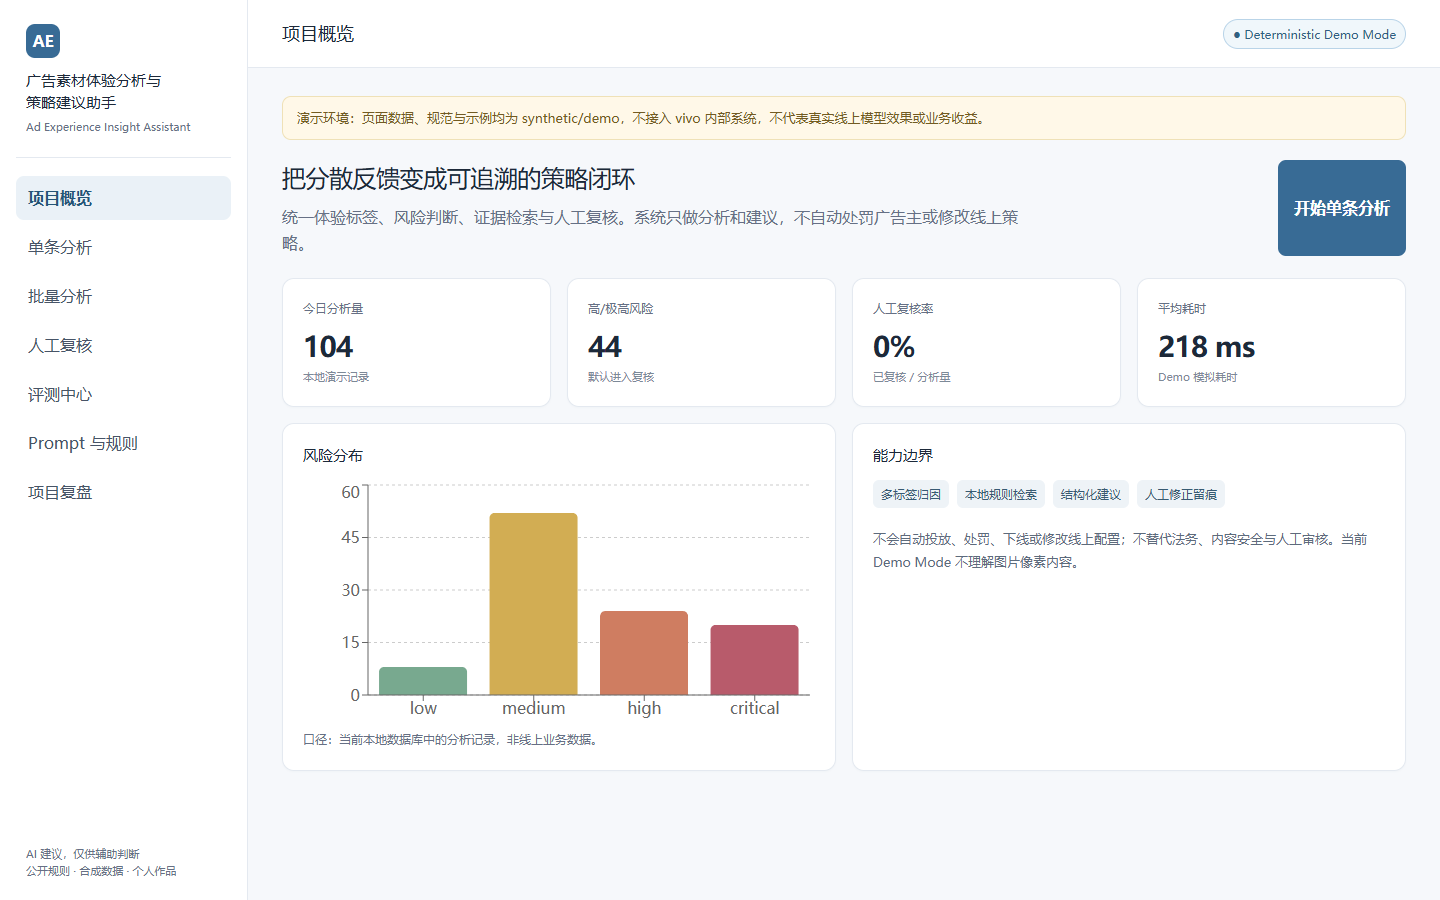 AE
广告素材体验分析与
策略建议助手
Ad Experience Insight Assistant
项目概览
单条分析
批量分析
人工复核
评测中心
Prompt 与规则
项目复盘
AI 建议，仅供辅助判断
公开规则 · 合成数据 · 个人作品
项目概览
● Deterministic Demo Mode
演示环境：页面数据、规范与示例均为 synthetic/demo，不接入 vivo 内部系统，不代表真实线上模型效果或业务收益。
把分散反馈变成可追溯的策略闭环
统一体验标签、风险判断、证据检索与人工复核。系统只做分析和建议，不自动处罚广告主或修改线上策
略。
开始单条分析
今日分析量
104
本地演示记录
高/极高风险
44
默认进入复核
人工复核率
0%
已复核 / 分析量
平均耗时
218 ms
Demo 模拟耗时
风险分布
60
45
30
15
0
low medium high critical
口径：当前本地数据库中的分析记录，非线上业务数据。
能力边界
多标签归因 本地规则检索 结构化建议 人工修正留痕
不会自动投放、处罚、下线或修改线上配置；不替代法务、内容安全与人工审核。当前
Demo Mode 不理解图片像素内容。